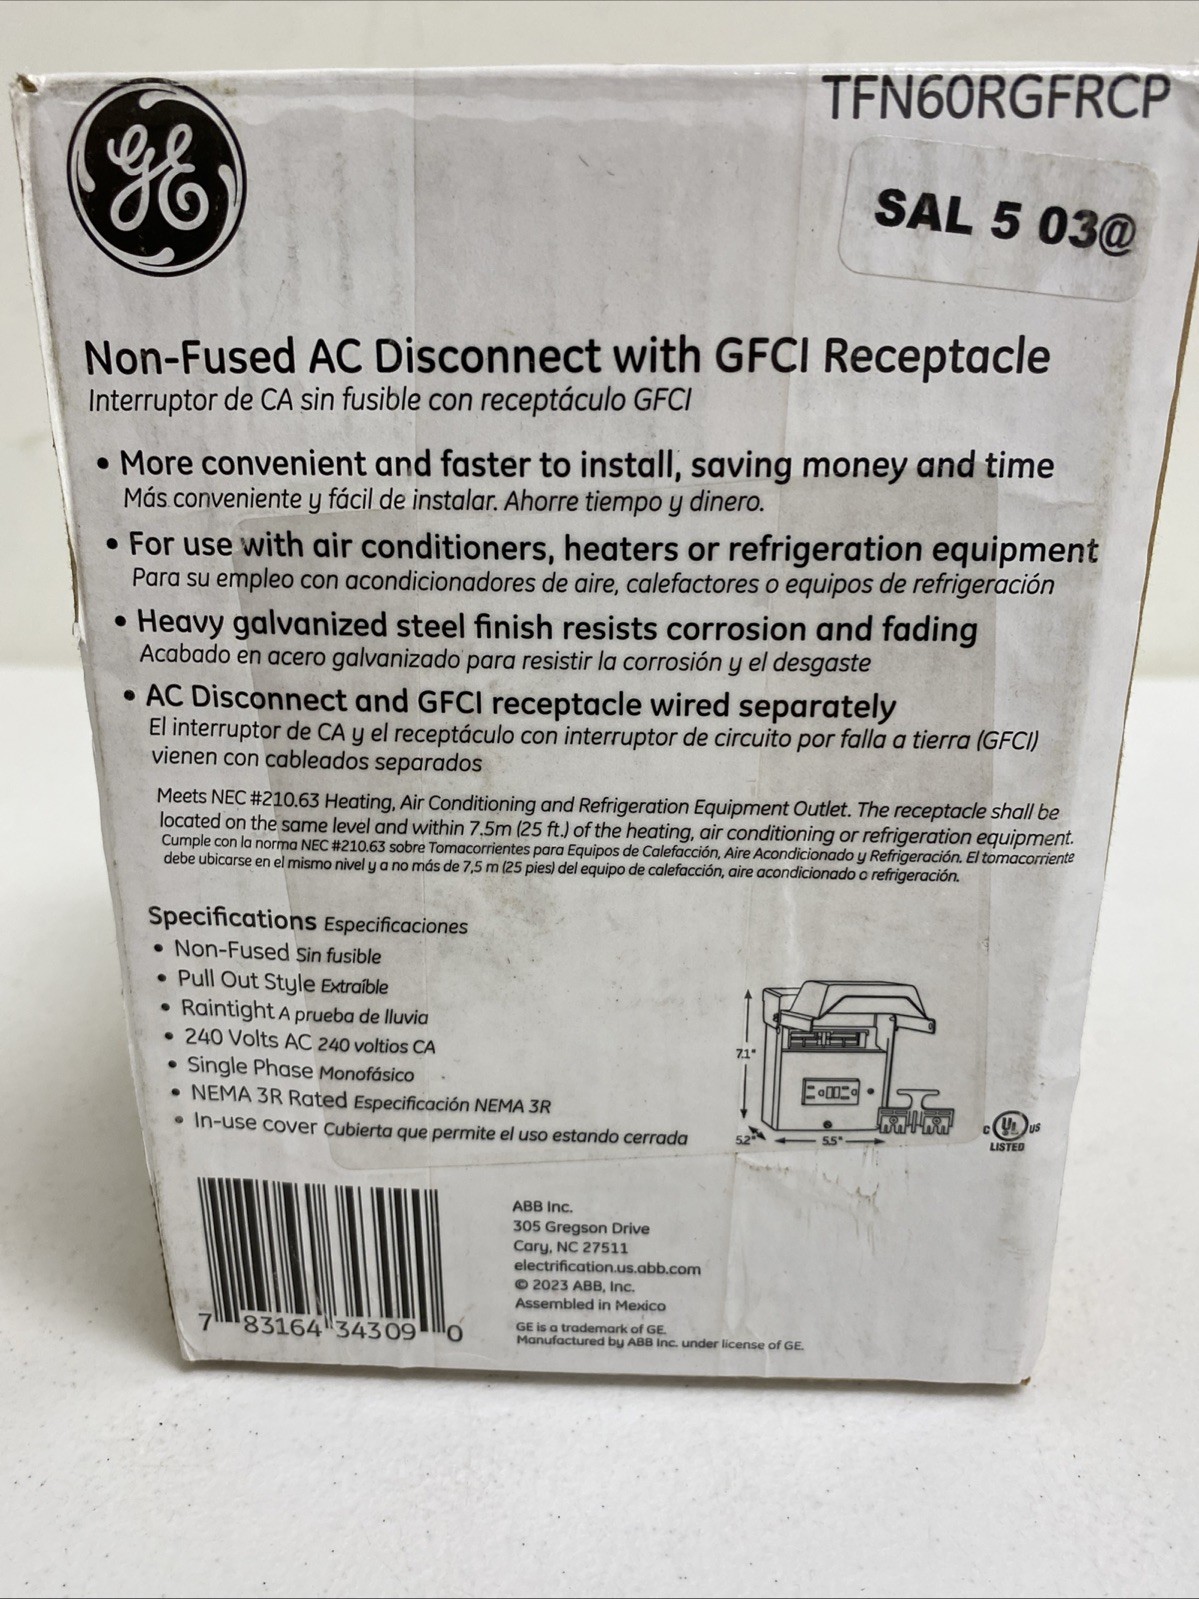 TFN60RGFRCP
GE
SAL 5 03@
Non-Fused AC Disconnect with GFCI Receptacle
Interruptor de CA sin fusible con receptáculo GFCI
• More convenient and faster to install, saving money and time
Más conveniente y fácil de instalar. Ahorre tiempo y dinero.
• For use with air conditioners, heaters or refrigeration equipment
Para su empleo con acondicionadores de aire, calefactores o equipos de refrigeración
• Heavy galvanized steel finish resists corrosion and fading
Acabado en acero galvanizado para resistir la corrosión y el desgaste
• AC Disconnect and GFCI receptacle wired separately
El interruptor de CA y el receptáculo con interruptor de circuito por falla a tierra (GFCI)
vienen con cableados separados
Meets NEC #210.63 Heating, Air Conditioning and Refrigeration Equipment Outlet. The receptacle shall be
located on the same level and within 7.5m (25 ft.) of the heating, air conditioning or refrigeration equipment.
Cumple con la norma NEC #210.63 sobre Tomacorrientes para Equipos de Calefacción, Aire Acondicionado y Refrigeración. El tomacorriente
debe ubicarse en el mismo nivel y a no más de 7,5 m (25 pies) del equipo de calefacción, aire acondicionado o refrigeración.
Specifications Especificaciones
• Non-Fused Sin fusible
• Pull Out Style Extraíble
• Raintight A prueba de lluvia
• 240 Volts AC 240 voltios CA
• Single Phase Monofásico
• NEMA 3R Rated Especificación NEMA 3R
• In-use cover Cubierta que permite el uso estando cerrada
7.1"
5.2"
5.5"
C UL US
LISTED
7 83164 34309 0
ABB Inc.
305 Gregson Drive
Cary, NC 27511
electrification.us.abb.com
© 2023 ABB, Inc.
Assembled in Mexico
GE is a trademark of GE.
Manufactured by ABB Inc. under license of GE.